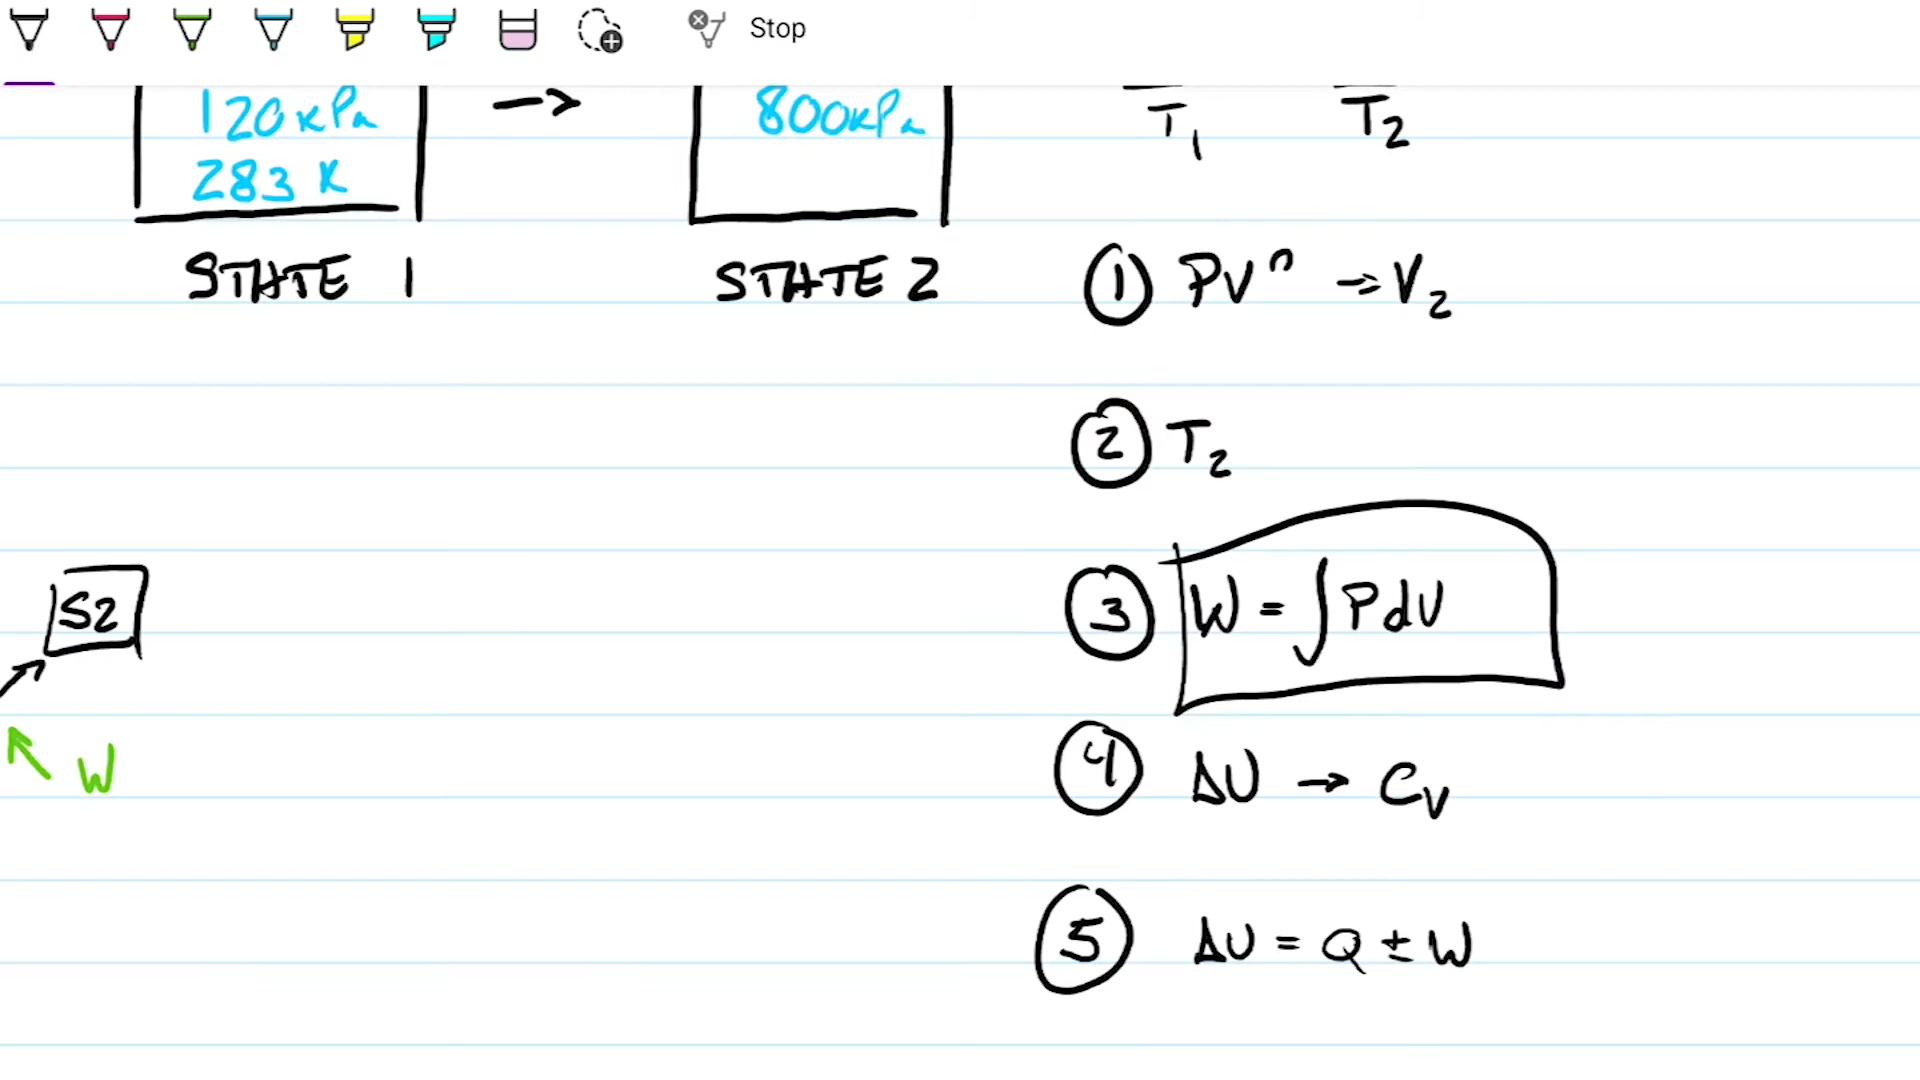 Stop
120 kPa
283 K
→
800 kPa
T₁ T₂
STATE 1
STATE 2
① PVⁿ → V₂
② T₂
③ W = ∫ P dV
S2
W
④ ΔU → Cv
⑤ ΔU = Q ± W